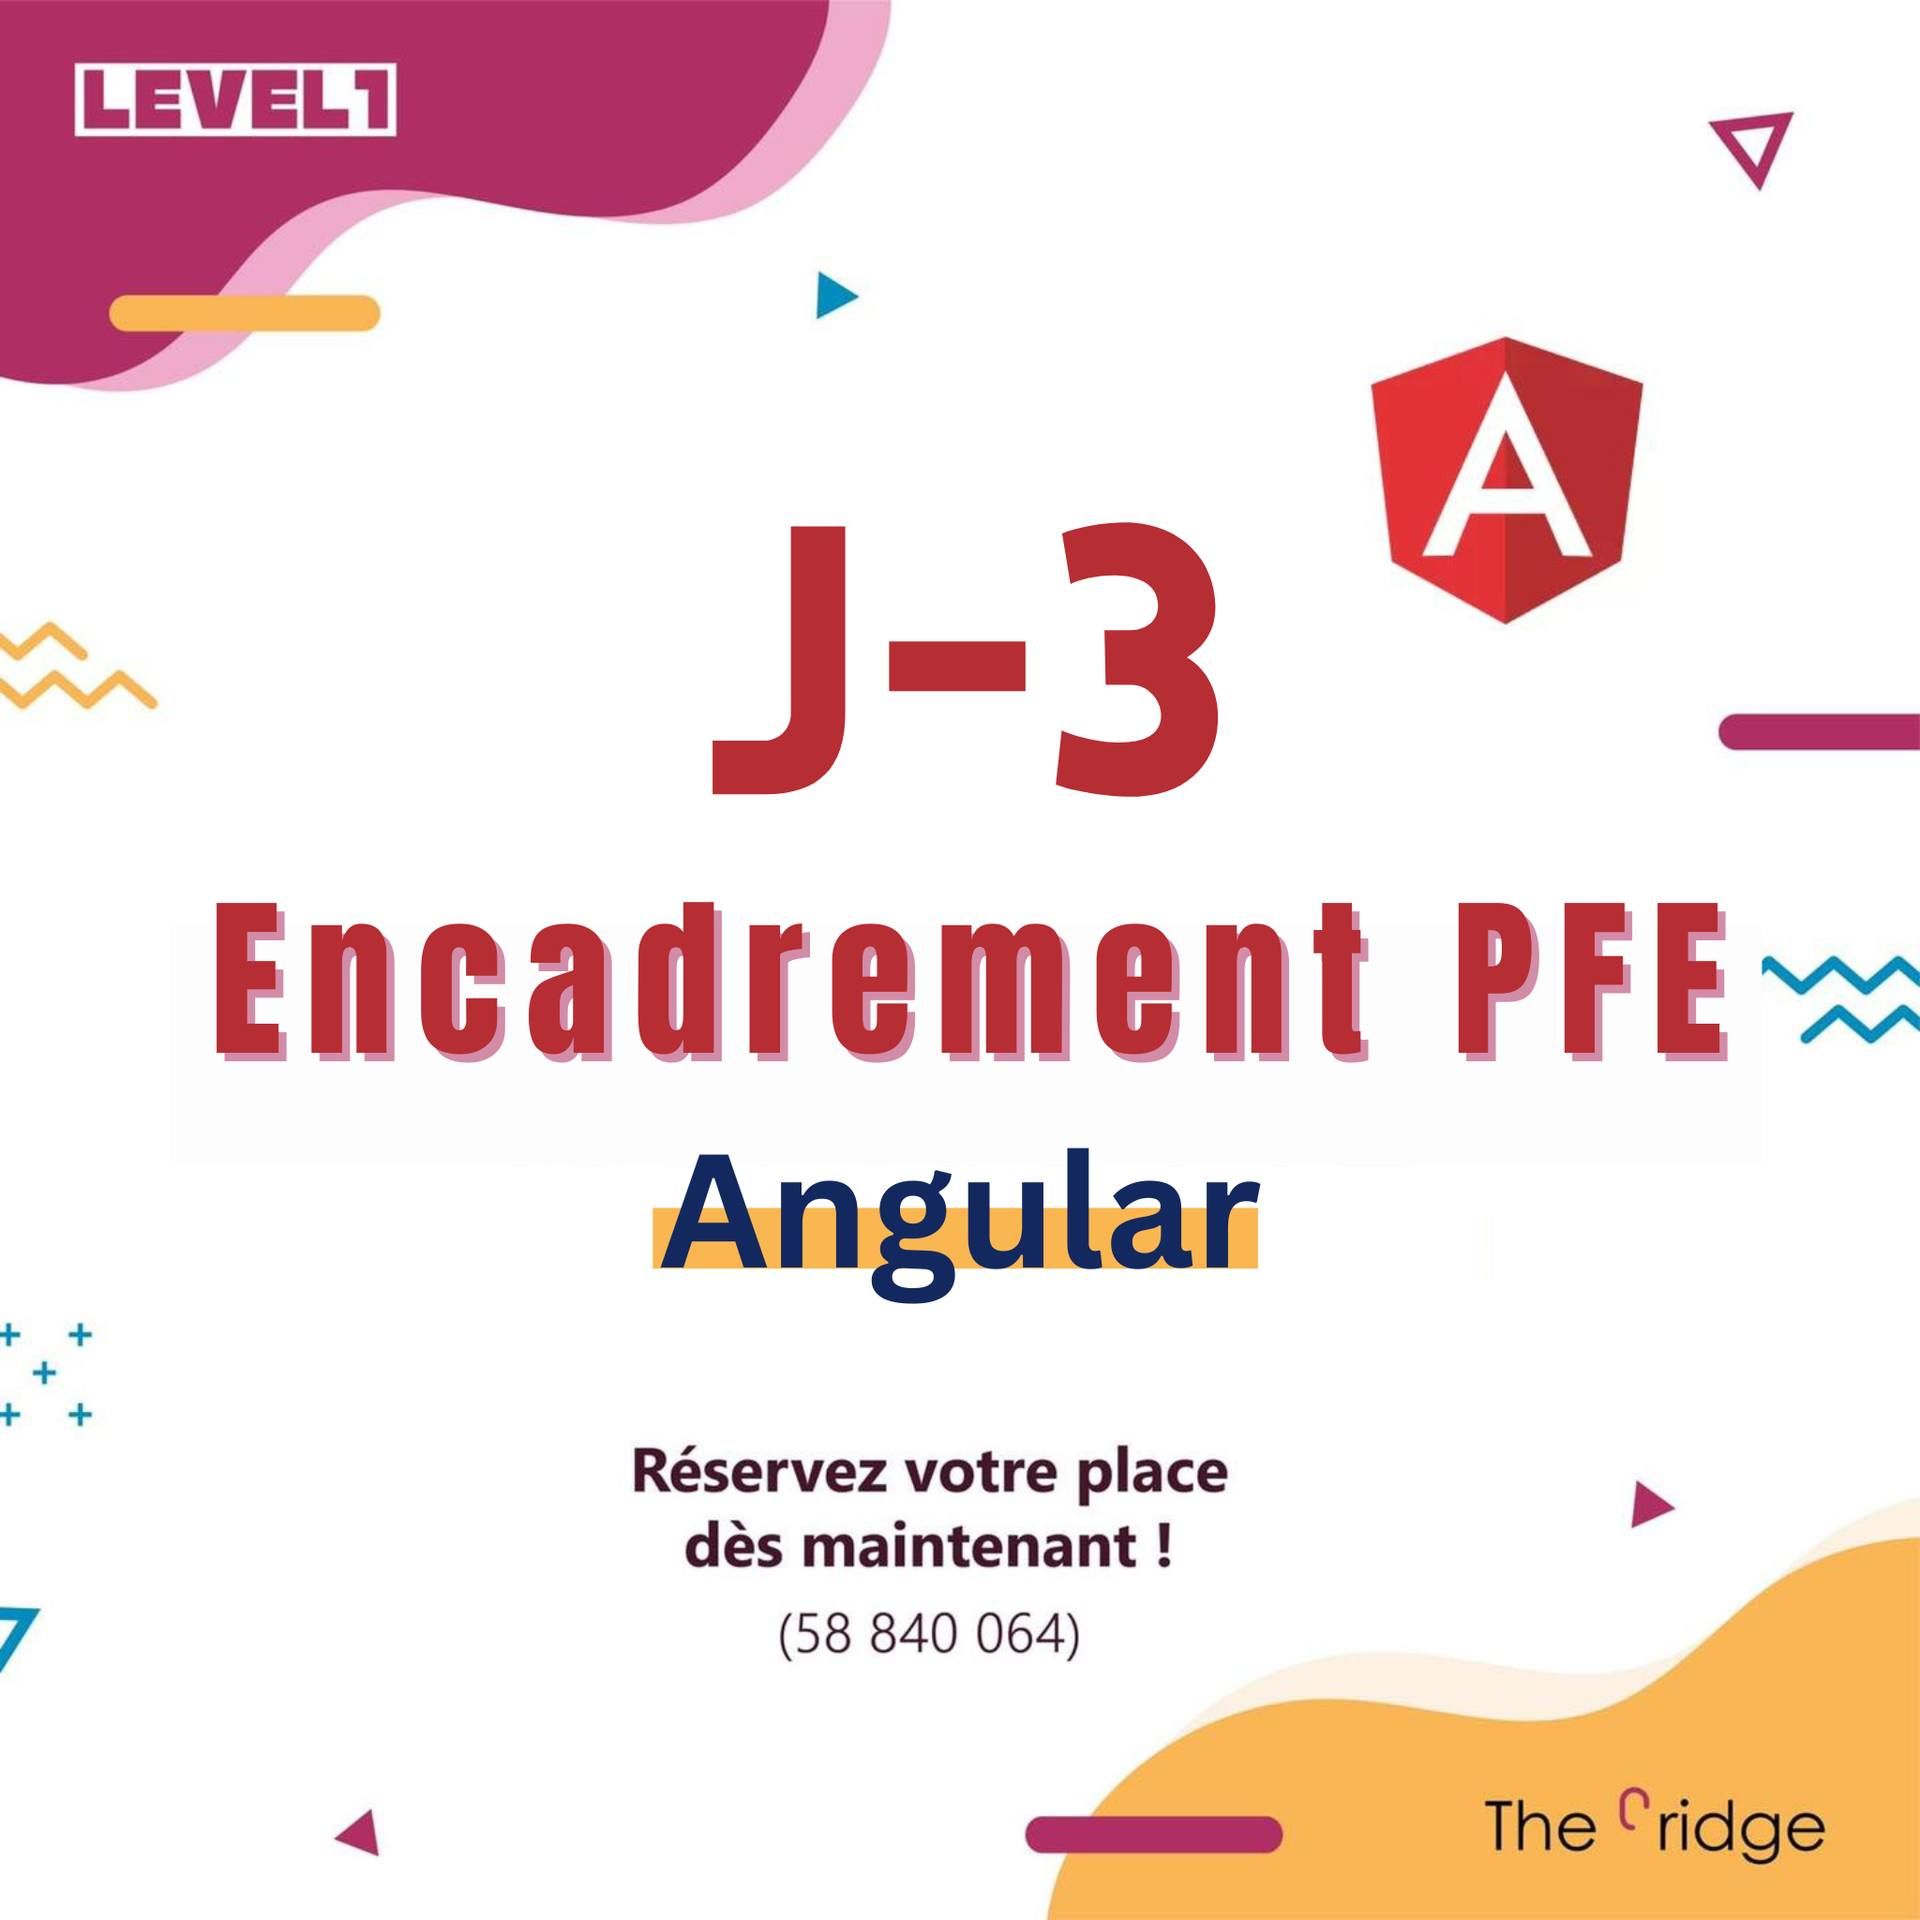 LEVEL1
J-3
Encadrement PFE
Angular
Réservez votre place
dès maintenant !
(58 840 064)
The ridge